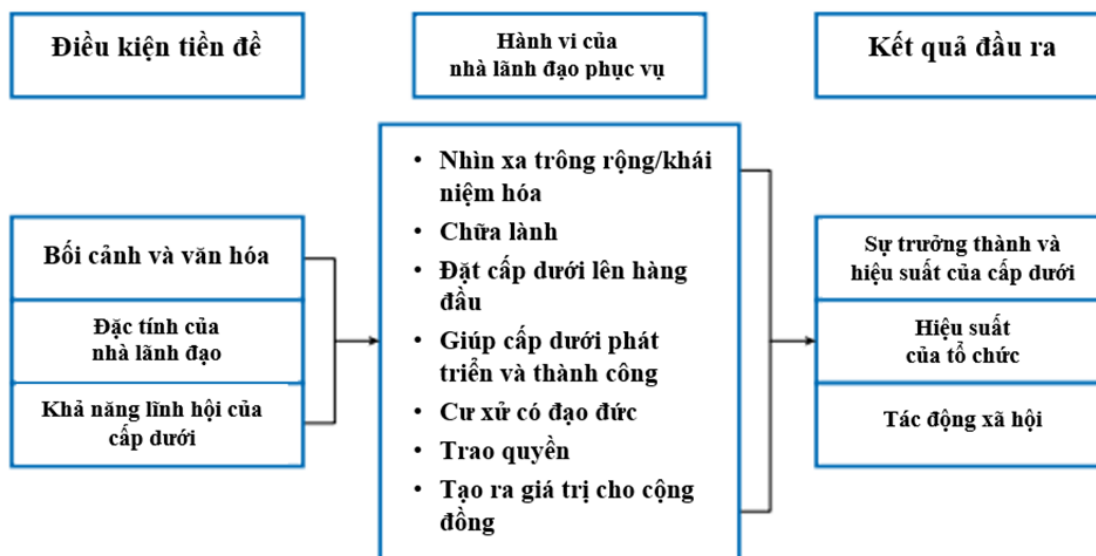 Điều kiện tiền đề
Hành vi của
nhà lãnh đạo phục vụ
Kết quả đầu ra
Bối cảnh và văn hóa
Đặc tính của
nhà lãnh đạo
Khả năng lĩnh hội của
cấp dưới
• Nhìn xa trông rộng/khái
niệm hóa
• Chữa lành
• Đặt cấp dưới lên hàng
đầu
• Giúp cấp dưới phát
triển và thành công
• Cư xử có đạo đức
• Trao quyền
• Tạo ra giá trị cho cộng
đồng
Sự trưởng thành và
hiệu suất của cấp dưới
Hiệu suất
của tổ chức
Tác động xã hội